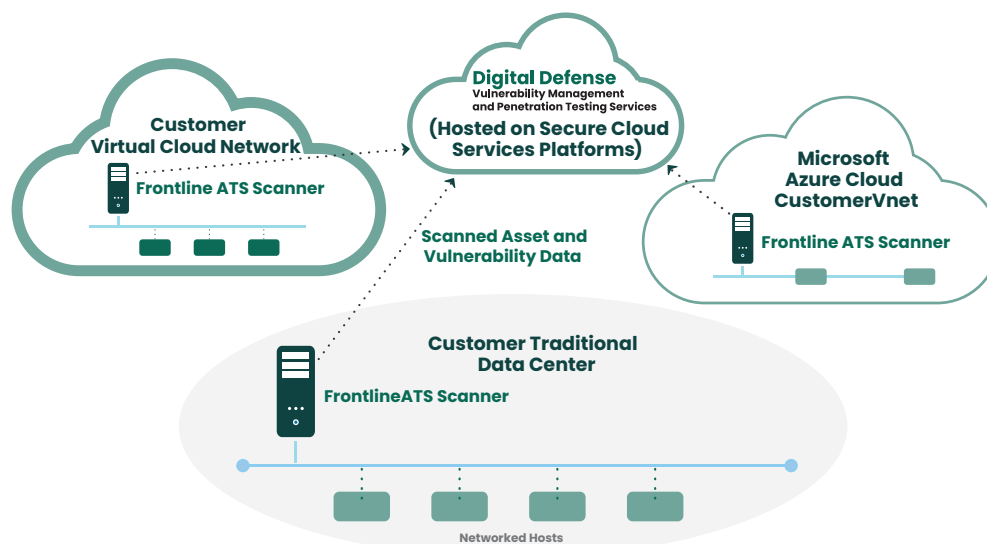 Digital Defense
Vulnerability Management
and Penetration Testing Services
(Hosted on Secure Cloud
Services Platforms)
Customer
Virtual Cloud Network
Frontline ATS Scanner
Microsoft
Azure Cloud
CustomerVnet
Frontline ATS Scanner
Scanned Asset and
Vulnerability Data
Customer Traditional
Data Center
FrontlineATS Scanner
Networked Hosts